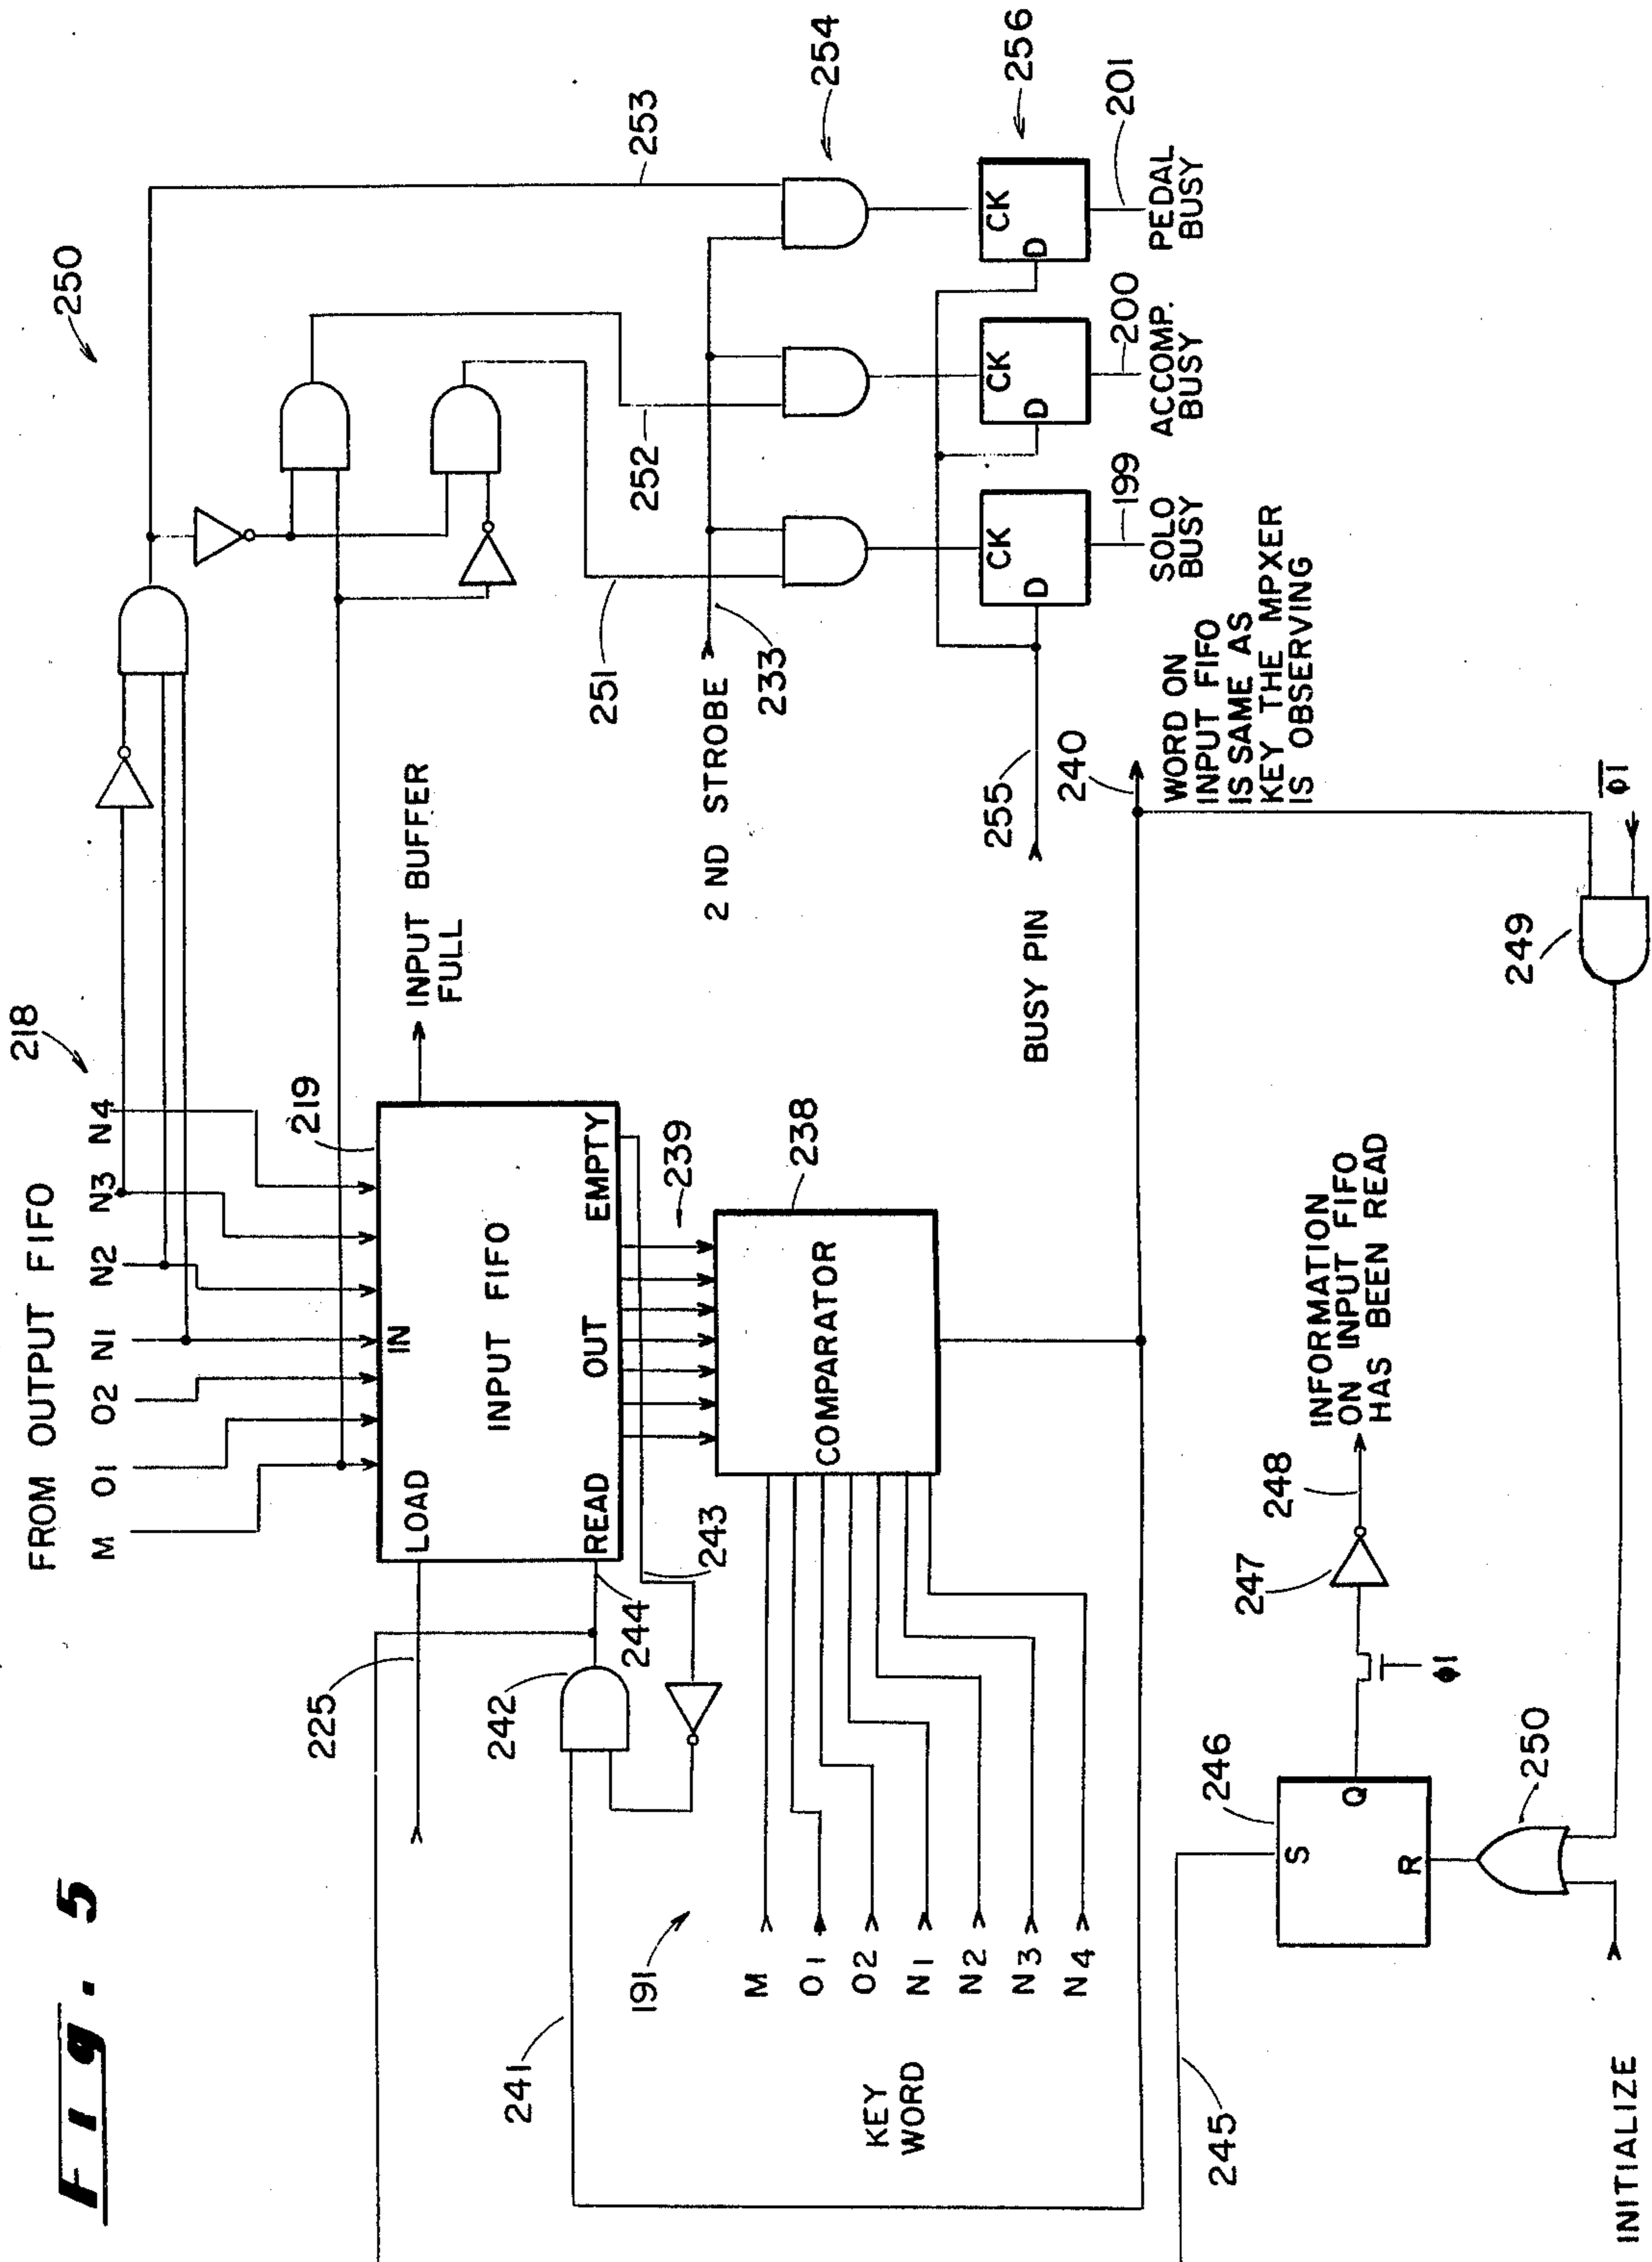 Fig. 5
FROM OUTPUT FIFO
218
M O1 O2 N1 N2 N3 N4
219
250
225
LOAD
IN
INPUT FIFO
READ
OUT
EMPTY
INPUT BUFFER
FULL
241
242
244
243
239
238
COMPARATOR
191
KEY
WORD
M
O1
O2
N1
N2
N3
N4
251
252
253
254
2 ND STROBE
233
256
CK
D
CK
D
CK
D
BUSY PIN
255
240
199
SOLO
BUSY
200
ACCOMP.
BUSY
201
PEDAL
BUSY
WORD ON
INPUT FIFO
IS SAME AS
KEY THE MPXER
IS OBSERVING
245
246
S
Q
R
247
248
INFORMATION
ON INPUT FIFO
HAS BEEN READ
ϕ1
250
249
ϕ1
INITIALIZE